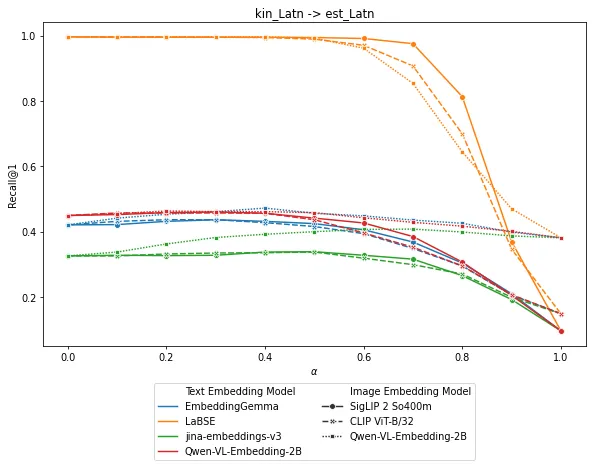 kin_Latn -> est_Latn
1.0
0.8
0.6
0.4
0.2
Recall@1
0.0 0.2 0.4 0.6 0.8 1.0
α
Text Embedding Model Image Embedding Model
EmbeddingGemma SigLIP 2 So400m
LaBSE CLIP ViT-B/32
jina-embeddings-v3 Qwen-VL-Embedding-2B
Qwen-VL-Embedding-2B